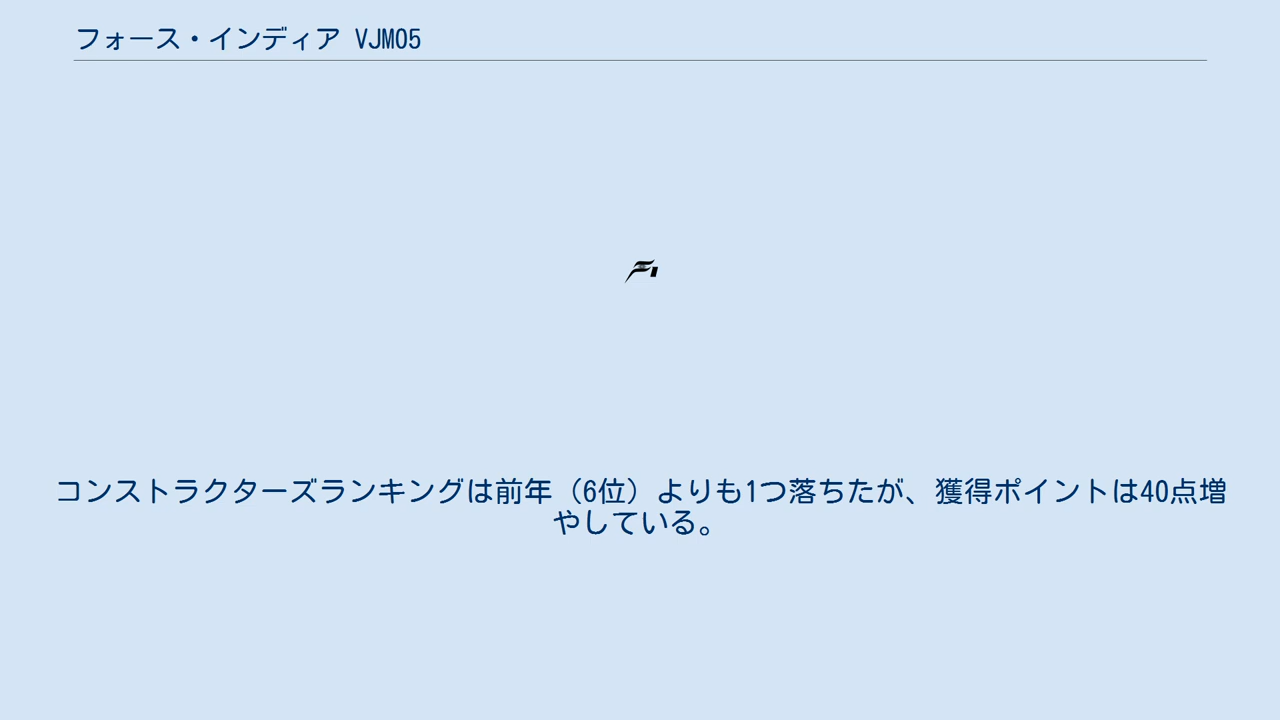 フォース・インディア VJM05
コンストラクターズランキングは前年（6位）よりも1つ落ちたが、獲得ポイントは40点増
やしている。